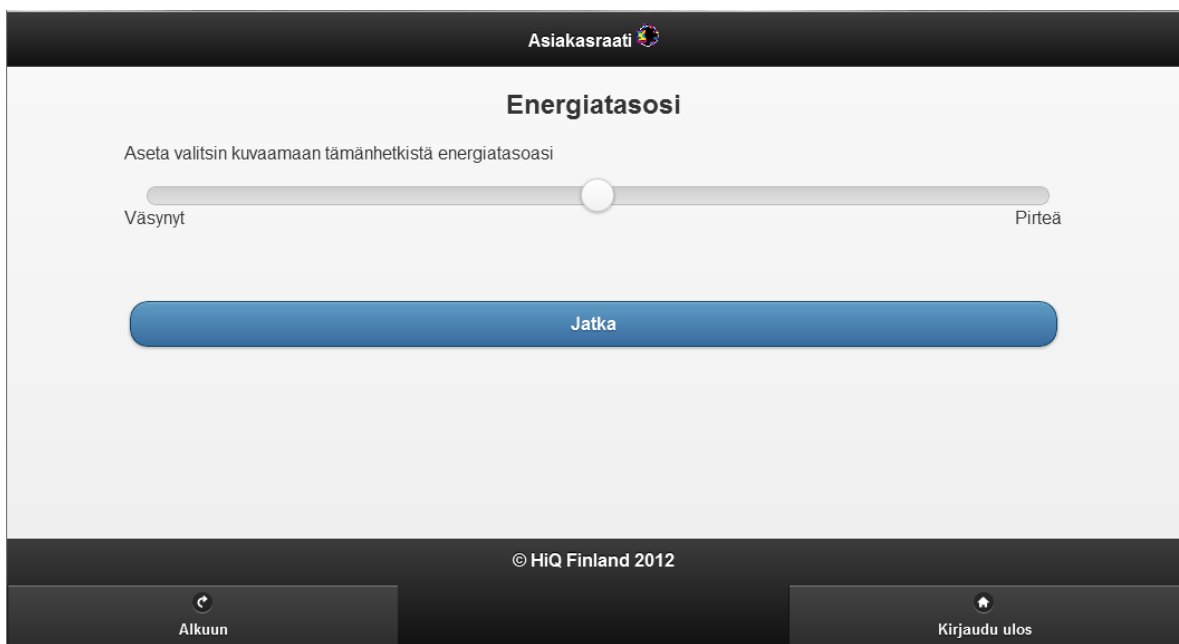 Asiakasraati
Energiatasosi
Aseta valitsin kuvaamaan tämänhetkistä energiatasoasi
Väsynyt Pirteä
Jatka
© HiQ Finland 2012
Alkuun Kirjaudu ulos